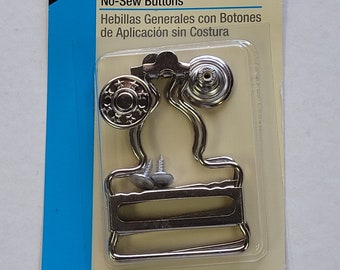 No-Sew Buttons
Hebillas Generales con Botones
de Aplicación sin Costura